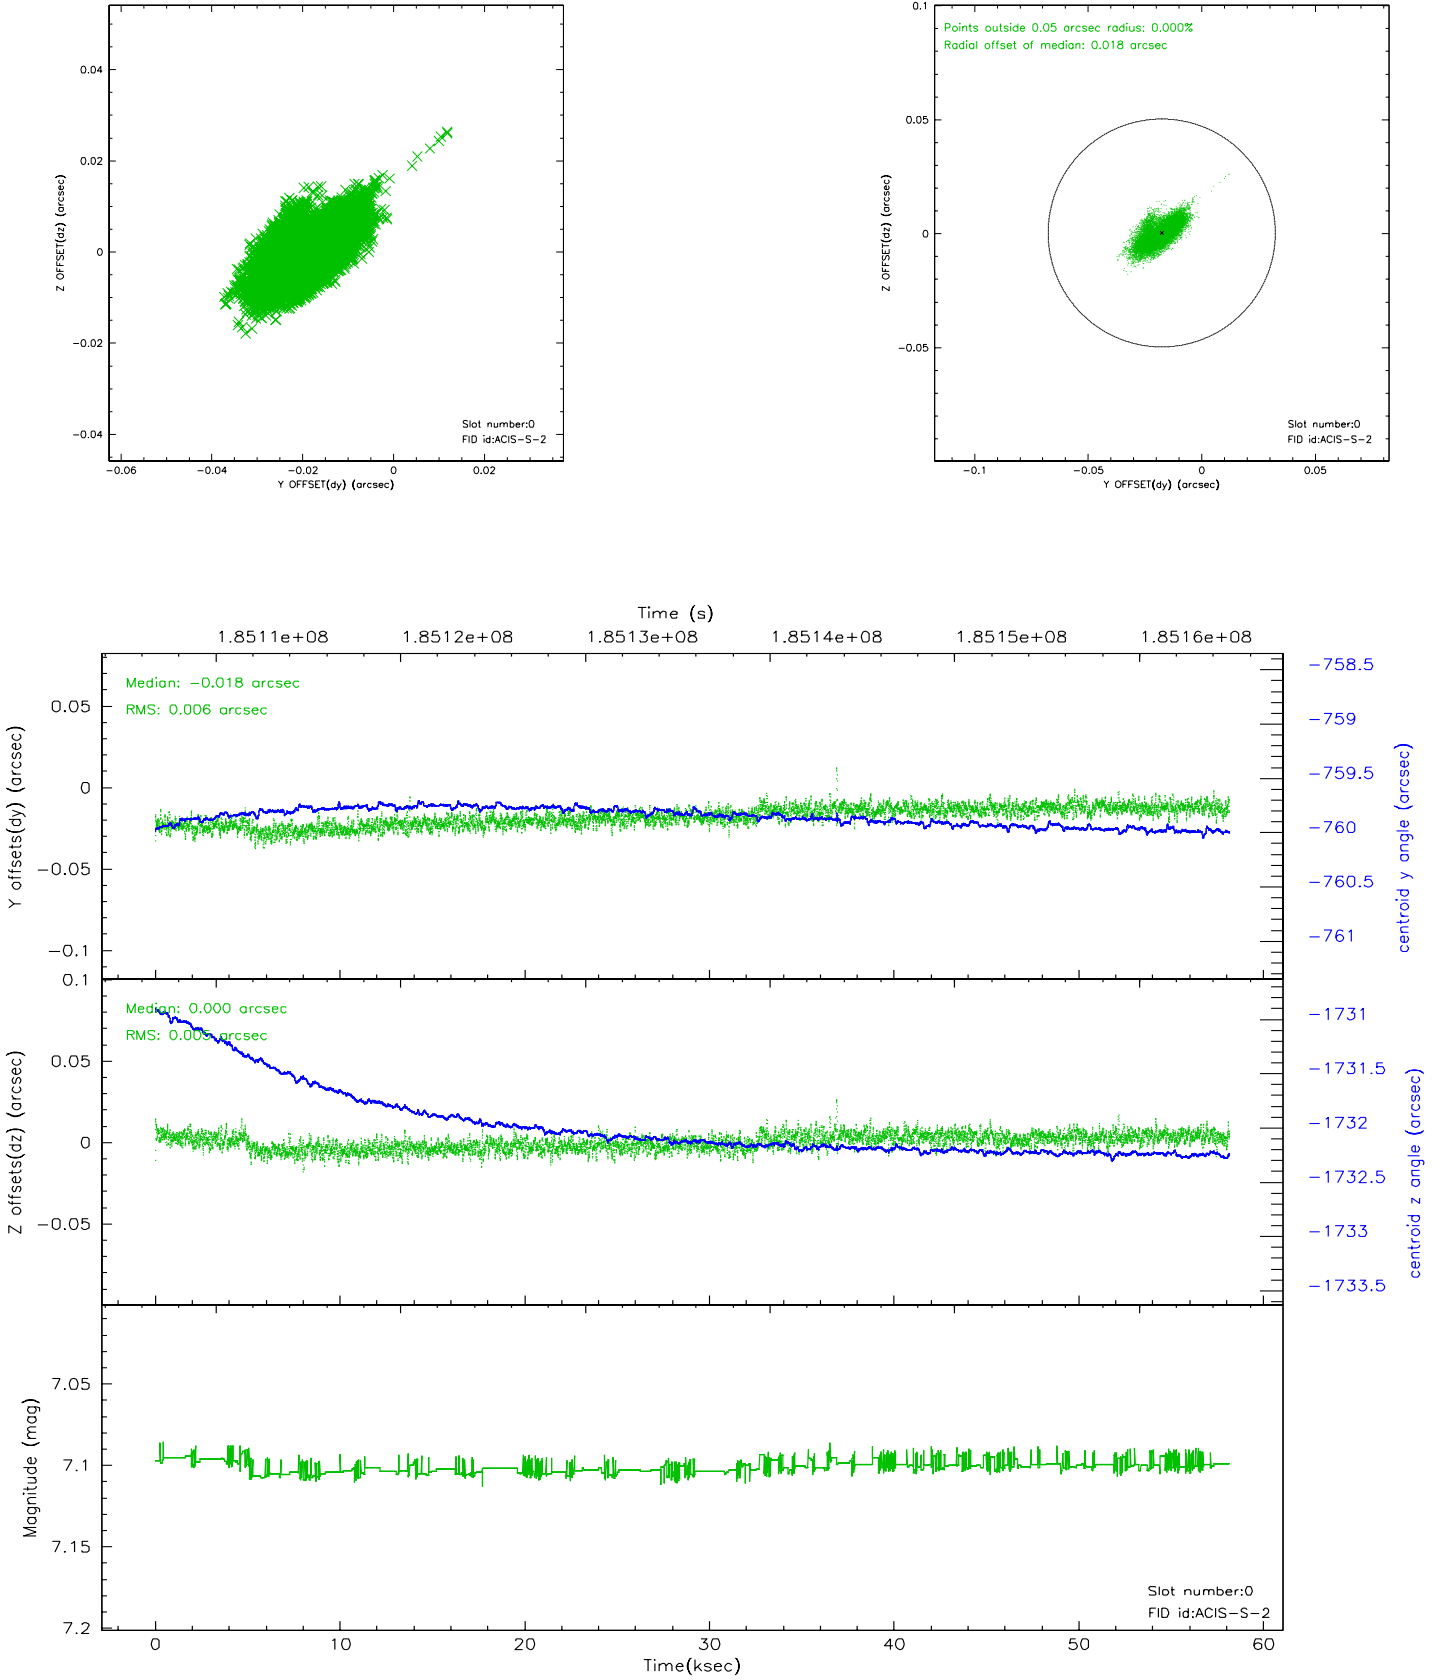 0.04
0.02
0
-0.02
-0.04
Z OFFSET(dz) (arcsec)
Slot number:0
FID id:ACIS-S-2
-0.06 -0.04 -0.02 0 0.02
Y OFFSET(dy) (arcsec)
0.1
Points outside 0.05 arcsec radius: 0.000%
Radial offset of median: 0.018 arcsec
0.05
0
-0.05
Z OFFSET(dz) (arcsec)
Slot number:0
FID id:ACIS-S-2
-0.1 -0.05 0 0.05
Y OFFSET(dy) (arcsec)
Time (s)
1.8511e+08 1.8512e+08 1.8513e+08 1.8514e+08 1.8515e+08 1.8516e+08
Median: -0.018 arcsec
RMS: 0.006 arcsec
0.05
0
-0.05
-0.1
Y offsets(dy) (arcsec)
-758.5
-759
-759.5
-760
-760.5
-761
centroid y angle (arcsec)
0.1
Median: 0.000 arcsec
RMS: 0.005 arcsec
0.05
0
-0.05
Z offsets(dz) (arcsec)
-1731
-1731.5
-1732
-1732.5
-1733
-1733.5
centroid z angle (arcsec)
7.05
7.1
7.15
7.2
Magnitude (mag)
Slot number:0
FID id:ACIS-S-2
0 10 20 30 40 50 60
Time(ksec)